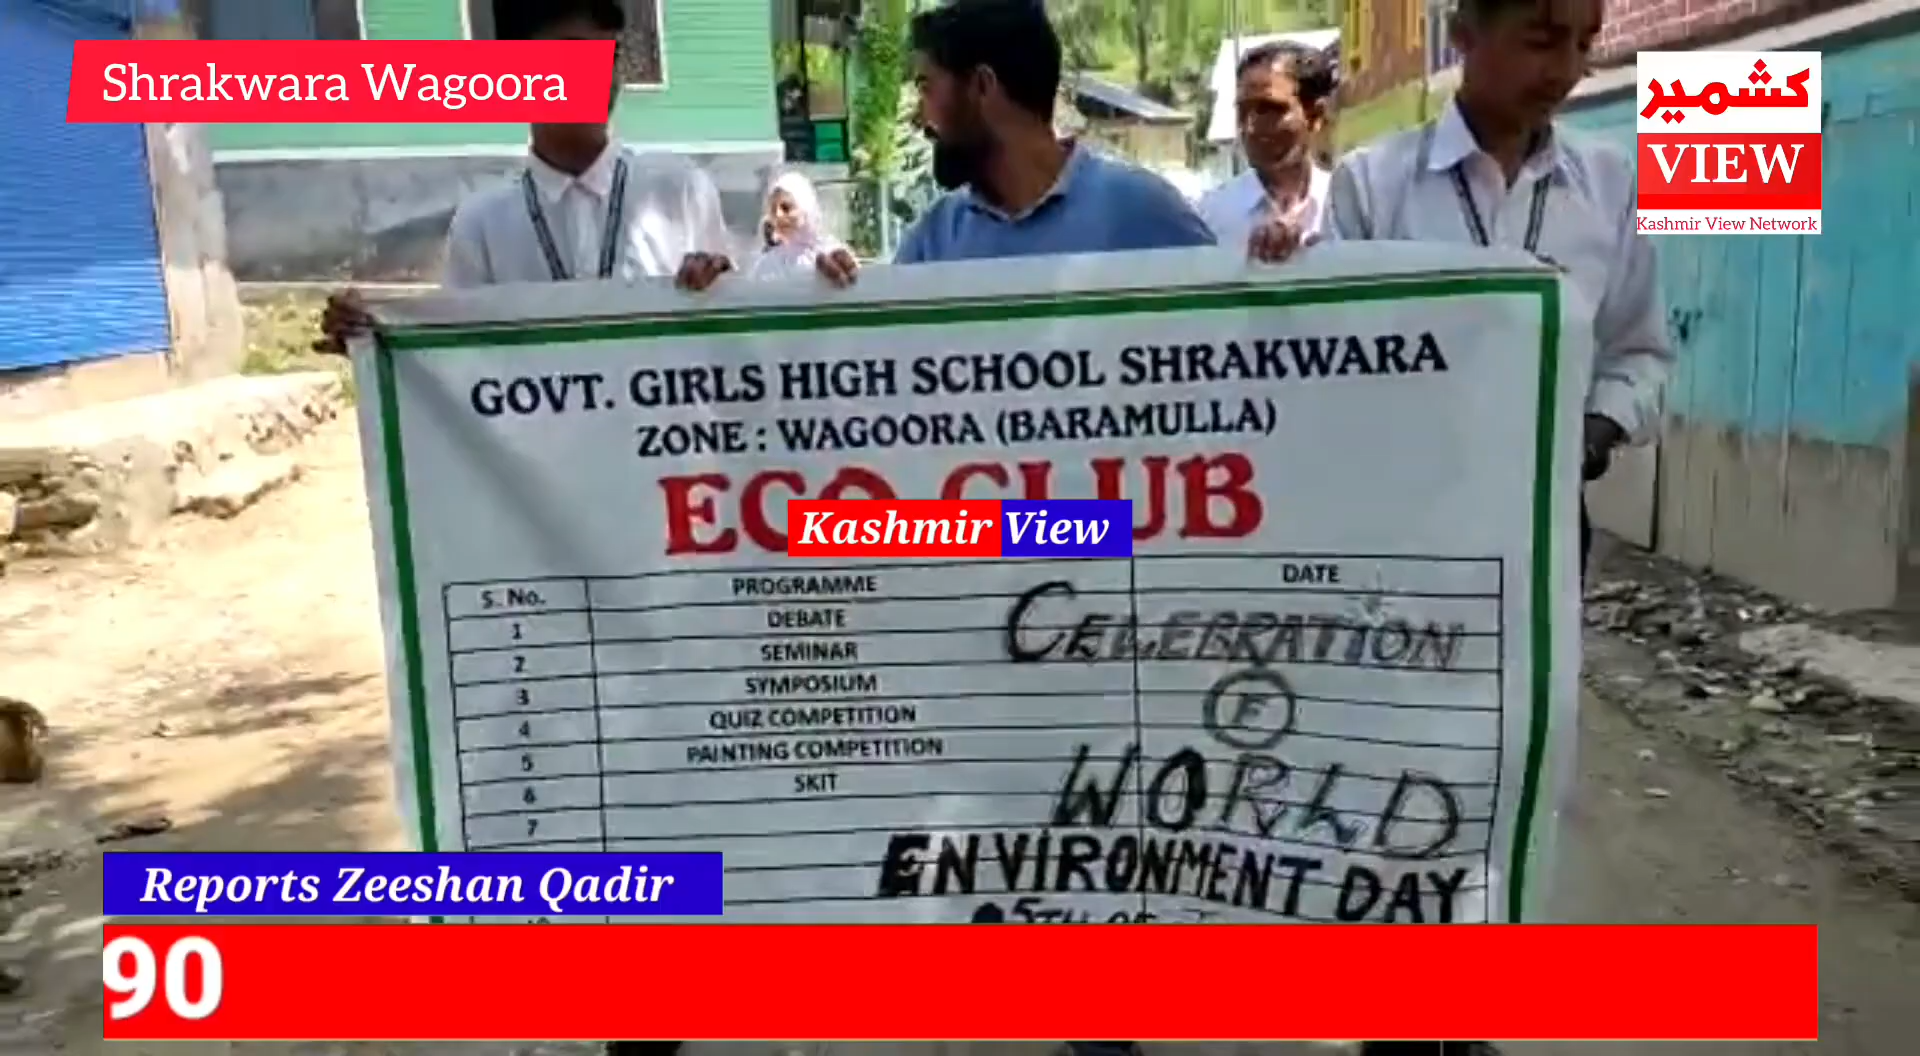 Shrakwara Wagoora
کشمیر
VIEW
Kashmir View Network
GOVT. GIRLS HIGH SCHOOL SHRAKWARA
ZONE : WAGOORA (BARAMULLA)
ECO CLUB
Kashmir View
S. No. PROGRAMME DATE
1 DEBATE
2 SEMINAR
3 SYMPOSIUM
4 QUIZ COMPETITION
5 PAINTING COMPETITION
6 SKIT
7
CELEBRATION
F
WORLD
ENVIRONMENT DAY
5TH OF
Reports Zeeshan Qadir
90